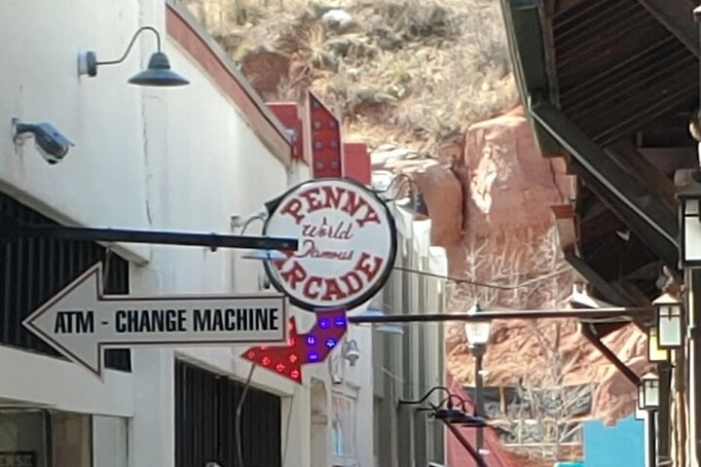 PENNY
World
Famous
ARCADE
ATM - CHANGE MACHINE